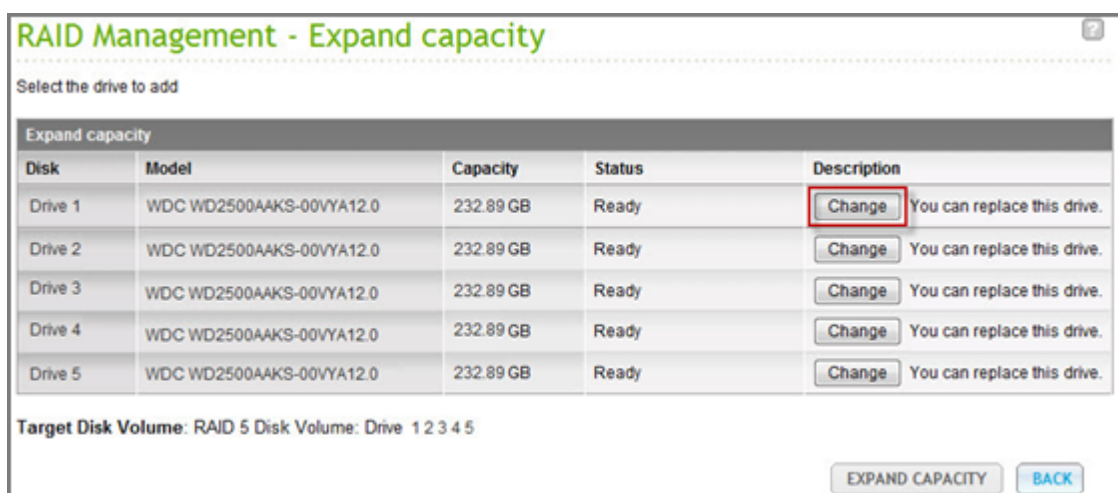 RAID Management - Expand capacity
?
Select the drive to add
Expand capacity
Disk Model Capacity Status Description
Drive 1 WDC WD2500AAKS-00VYA12.0 232.89 GB Ready Change You can replace this drive.
Drive 2 WDC WD2500AAKS-00VYA12.0 232.89 GB Ready Change You can replace this drive.
Drive 3 WDC WD2500AAKS-00VYA12.0 232.89 GB Ready Change You can replace this drive.
Drive 4 WDC WD2500AAKS-00VYA12.0 232.89 GB Ready Change You can replace this drive.
Drive 5 WDC WD2500AAKS-00VYA12.0 232.89 GB Ready Change You can replace this drive.
Target Disk Volume: RAID 5 Disk Volume: Drive 1 2 3 4 5
EXPAND CAPACITY BACK